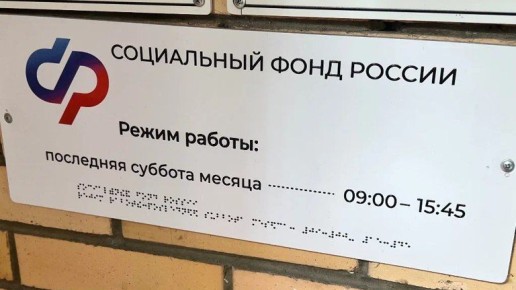 СОЦИАЛЬНЫЙ ФОНД РОССИИ
Режим работы:
последняя суббота месяца ............... 09:00 – 15:45